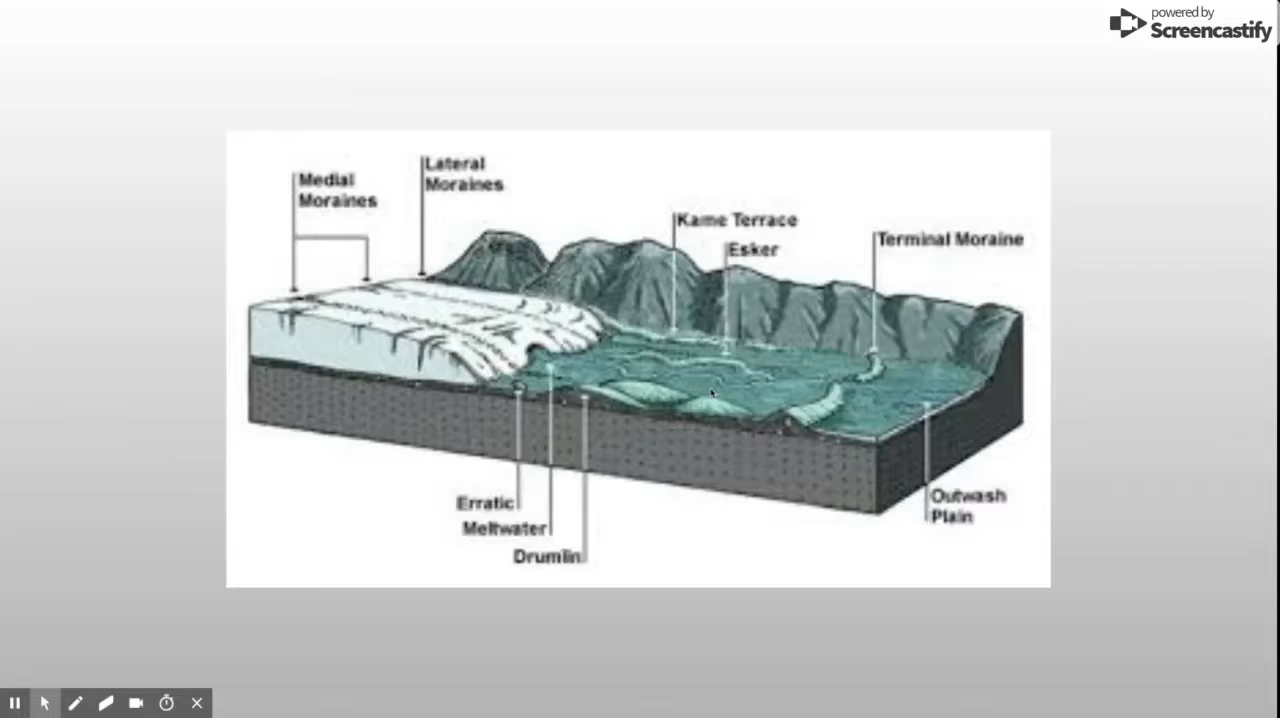 powered by
Screencastify
Lateral
Moraines
Medial
Moraines
Kame Terrace
Esker
Terminal Moraine
Erratic
Meltwater
Drumlin
Outwash
Plain